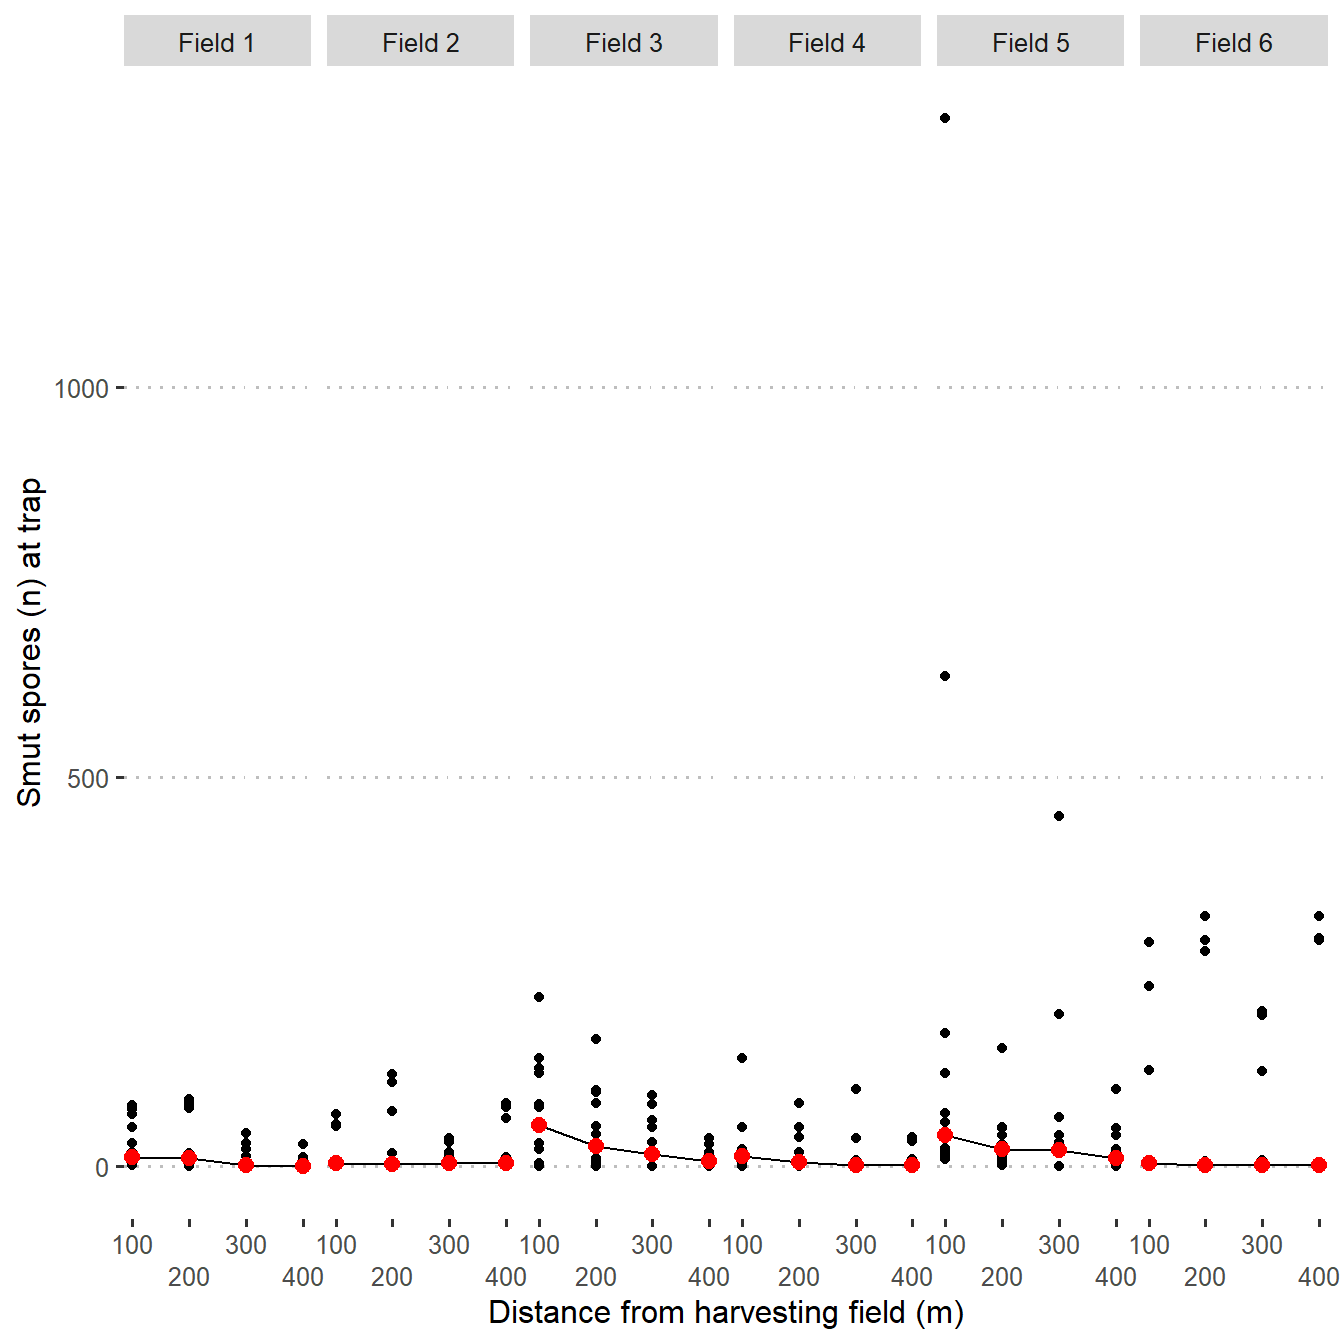 Field 1 Field 2 Field 3 Field 4 Field 5 Field 6
1000
500
0
Smut spores (n) at trap
100 300 100 300 100 300 100 300 100 300 100 300
200 400 200 400 200 400 200 400 200 400 200 400
Distance from harvesting field (m)